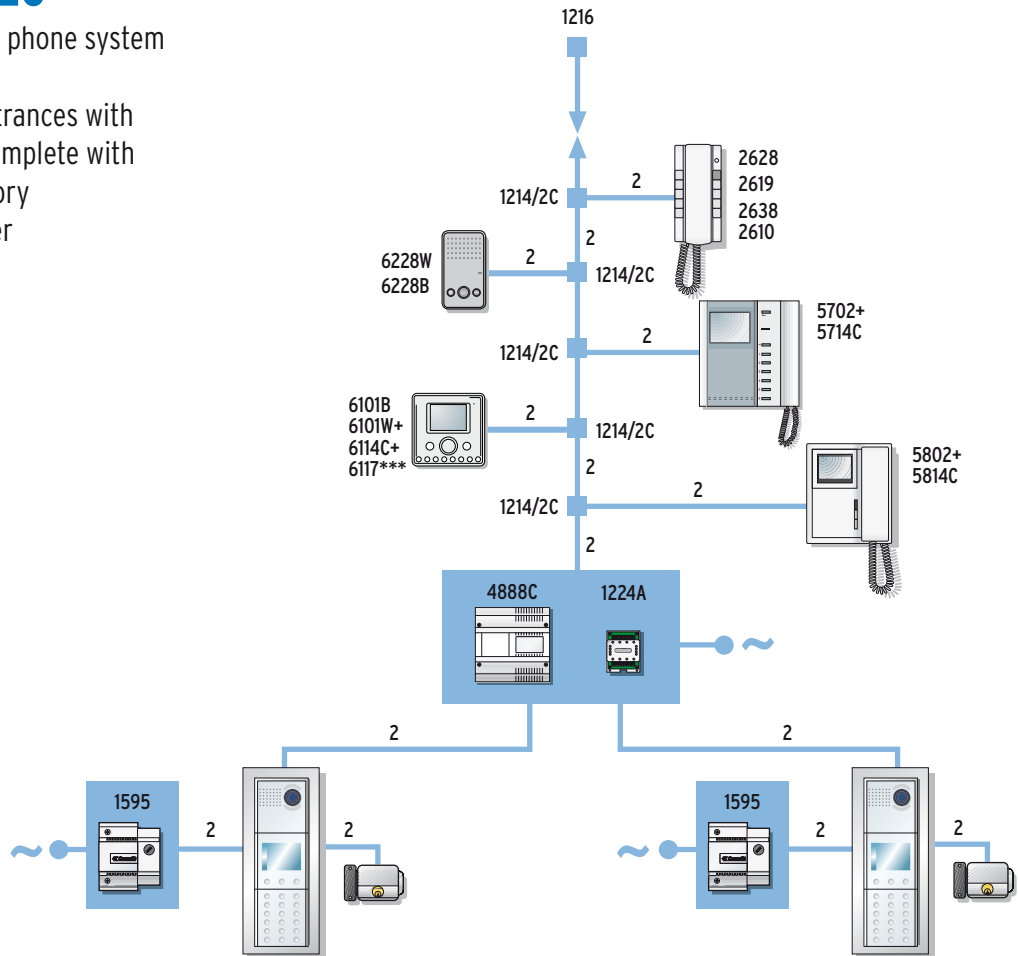 phone system
trances with
mplete with
ory
er
1216
2628
2619
2638
2610
2
1214/2C
2
6228W
6228B
2
1214/2C
5702+
5714C
2
1214/2C
6101B
6101W+
6114C+
6117***
2
1214/2C
2
5802+
5814C
2
1214/2C
2
4888C
1224A
~
2
2
1595
2
2
~
1595
2
2
~